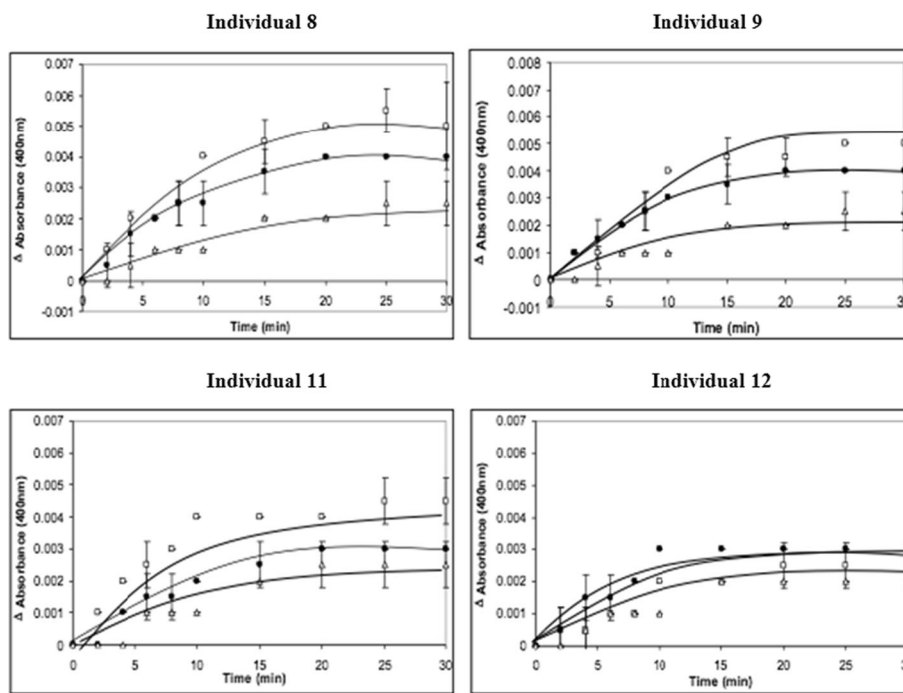 Individual 8
Individual 9
Δ Absorbance (400nm)
0.007
0.006
0.005
0.004
0.003
0.002
0.001
0
-0.001
0 5 10 15 20 25 30
Time (min)
Δ Absorbance (400nm)
0.008
0.007
0.006
0.005
0.004
0.003
0.002
0.001
0
-0.001
0 5 10 15 20 25 30
Time (min)
Individual 11
Individual 12
Δ Absorbance (400nm)
0.007
0.006
0.005
0.004
0.003
0.002
0.001
0
0 5 10 15 20 25 30
Time (min)
Δ Absorbance (400nm)
0.007
0.006
0.005
0.004
0.003
0.002
0.001
0
0 5 10 15 20 25 30
Time (min)